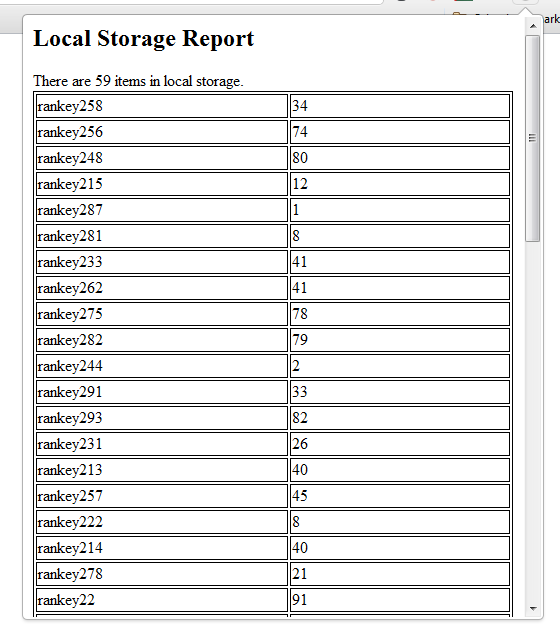 ark
Local Storage Report
There are 59 items in local storage.
rankey258 34
rankey256 74
rankey248 80
rankey215 12
rankey287 1
rankey281 8
rankey233 41
rankey262 41
rankey275 78
rankey282 79
rankey244 2
rankey291 33
rankey293 82
rankey231 26
rankey213 40
rankey257 45
rankey222 8
rankey214 40
rankey278 21
rankey22 91